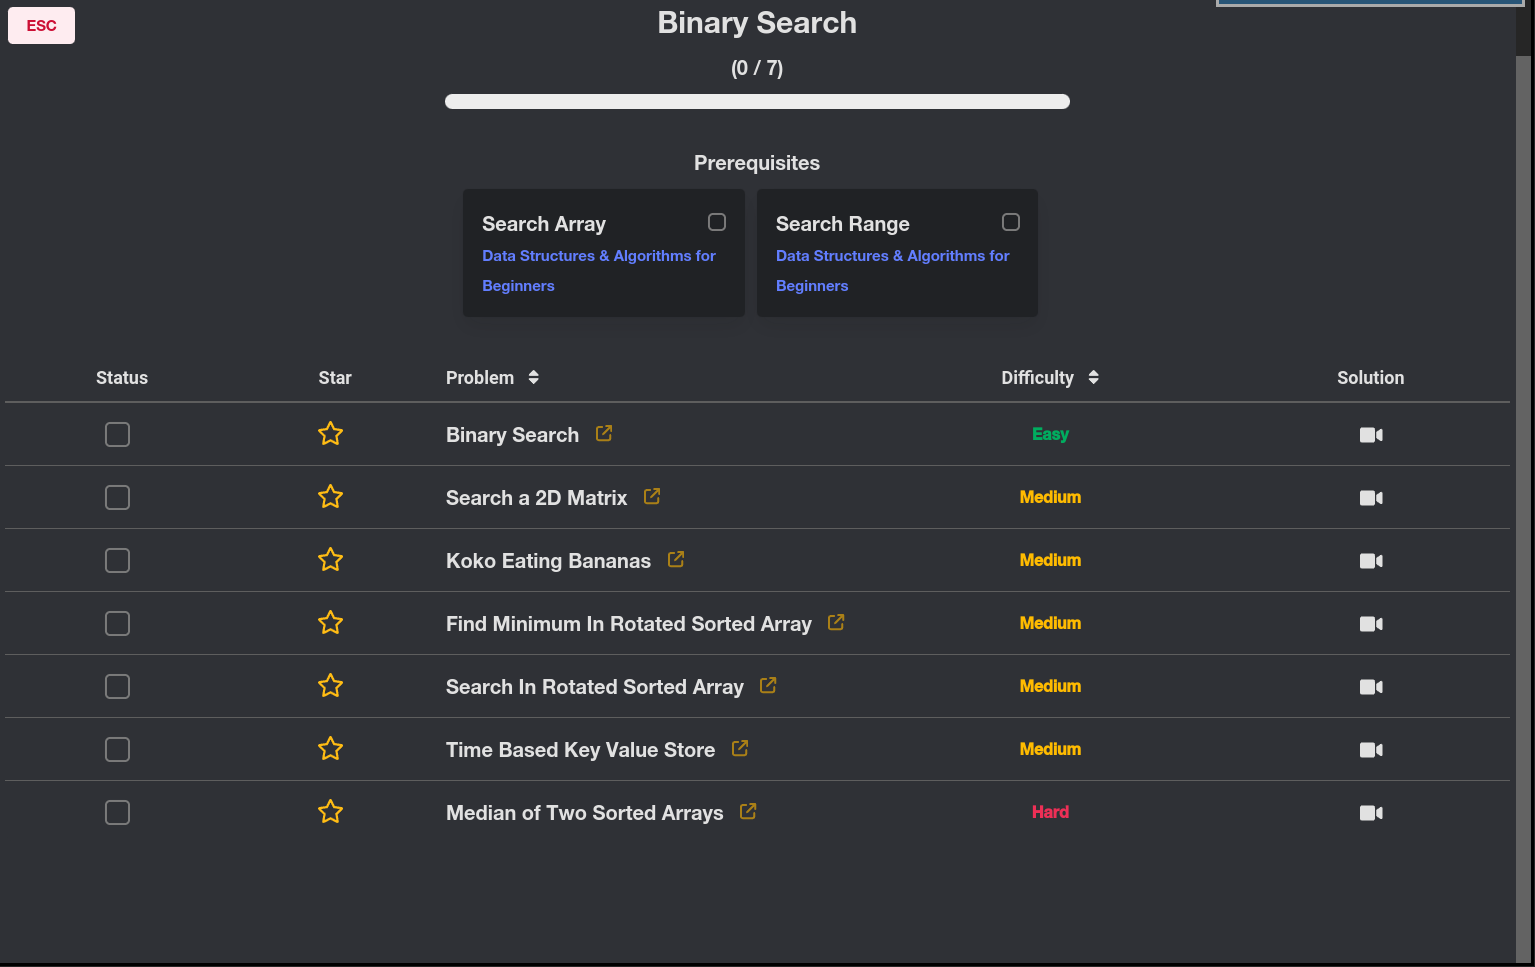 ESC
Binary Search
(0 / 7)
Prerequisites
Search Array
Data Structures & Algorithms for
Beginners
Search Range
Data Structures & Algorithms for
Beginners
Status Star Problem Difficulty Solution
Binary Search Easy
Search a 2D Matrix Medium
Koko Eating Bananas Medium
Find Minimum In Rotated Sorted Array Medium
Search In Rotated Sorted Array Medium
Time Based Key Value Store Medium
Median of Two Sorted Arrays Hard